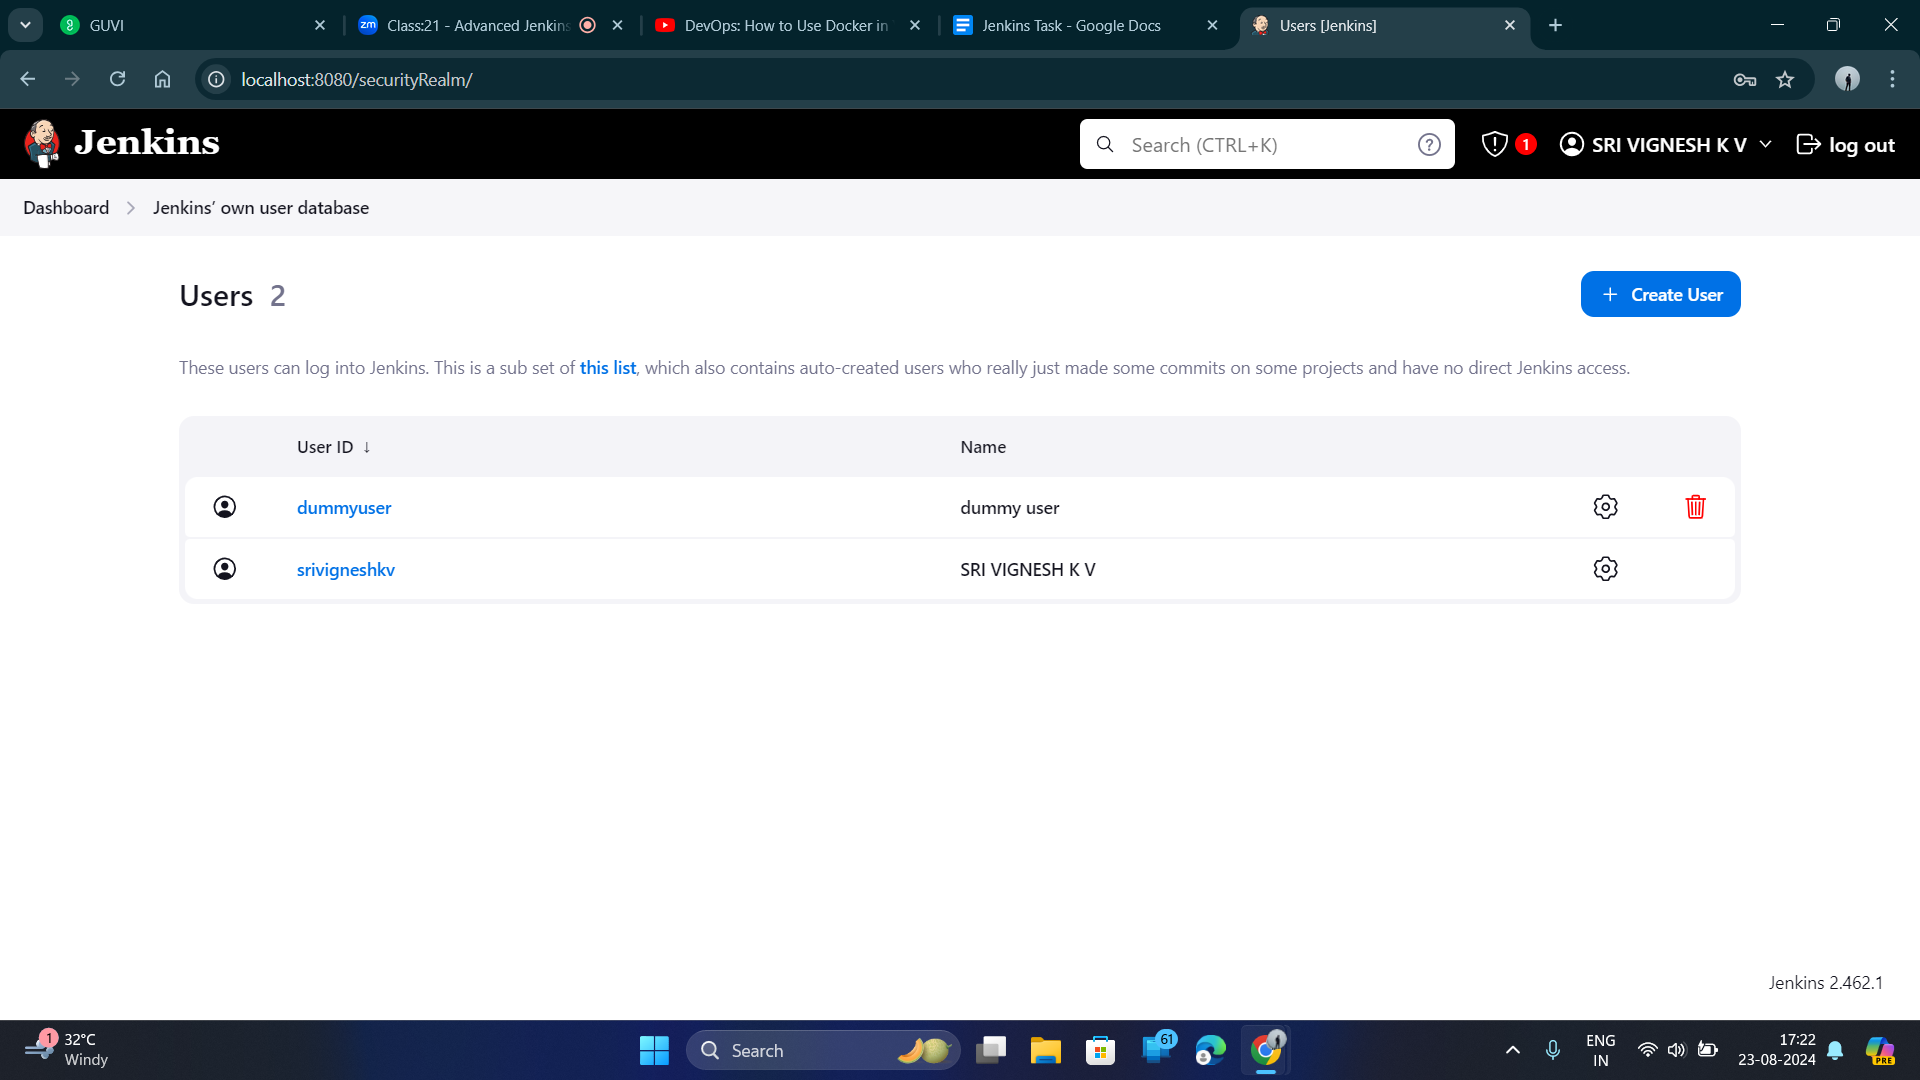 GUVI
Class:21 - Advanced Jenkins
DevOps: How to Use Docker in
Jenkins Task - Google Docs
Users [Jenkins]
localhost:8080/securityRealm/
Jenkins
Search (CTRL+K)
?
1
SRI VIGNESH K V
log out
Dashboard
Jenkins’ own user database
Users 2
+ Create User
These users can log into Jenkins. This is a sub set of this list, which also contains auto-created users who really just made some commits on some projects and have no direct Jenkins access.
User ID ↓
Name
dummyuser
dummy user
srivigneshkv
SRI VIGNESH K V
Jenkins 2.462.1
1
32°C
Windy
Search
61
ENG
IN
17:22
23-08-2024
PRE
zm